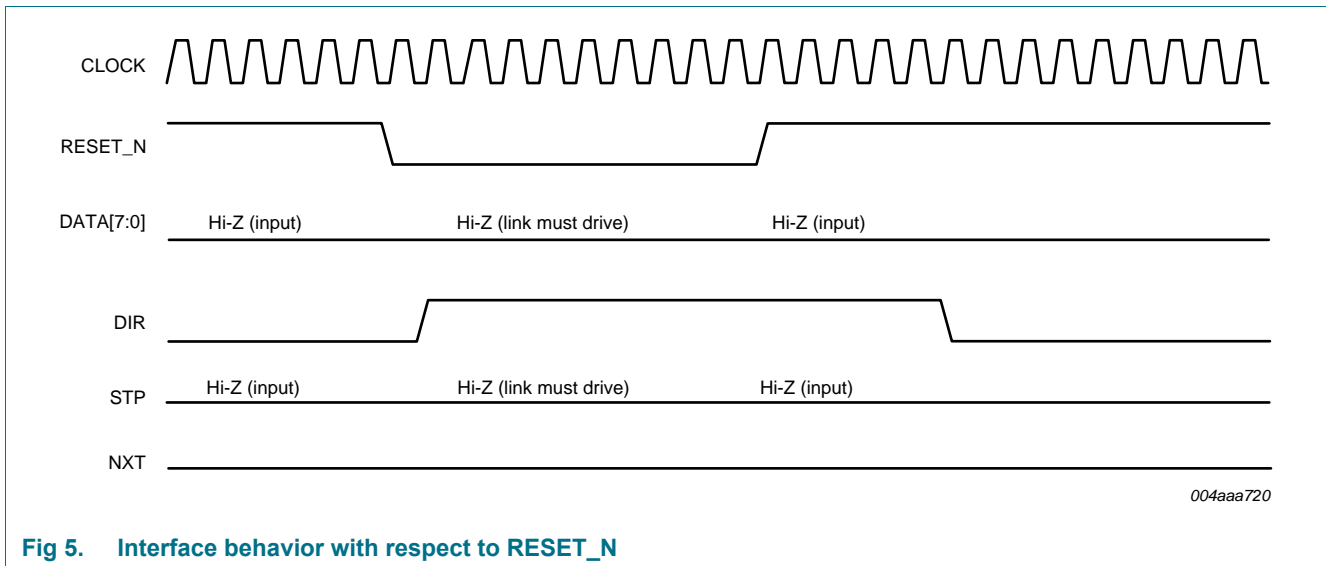 CLOCK
RESET_N
DATA[7:0] Hi-Z (input) Hi-Z (link must drive) Hi-Z (input)
DIR
STP Hi-Z (input) Hi-Z (link must drive) Hi-Z (input)
NXT
004aaa720
Fig 5. Interface behavior with respect to RESET_N